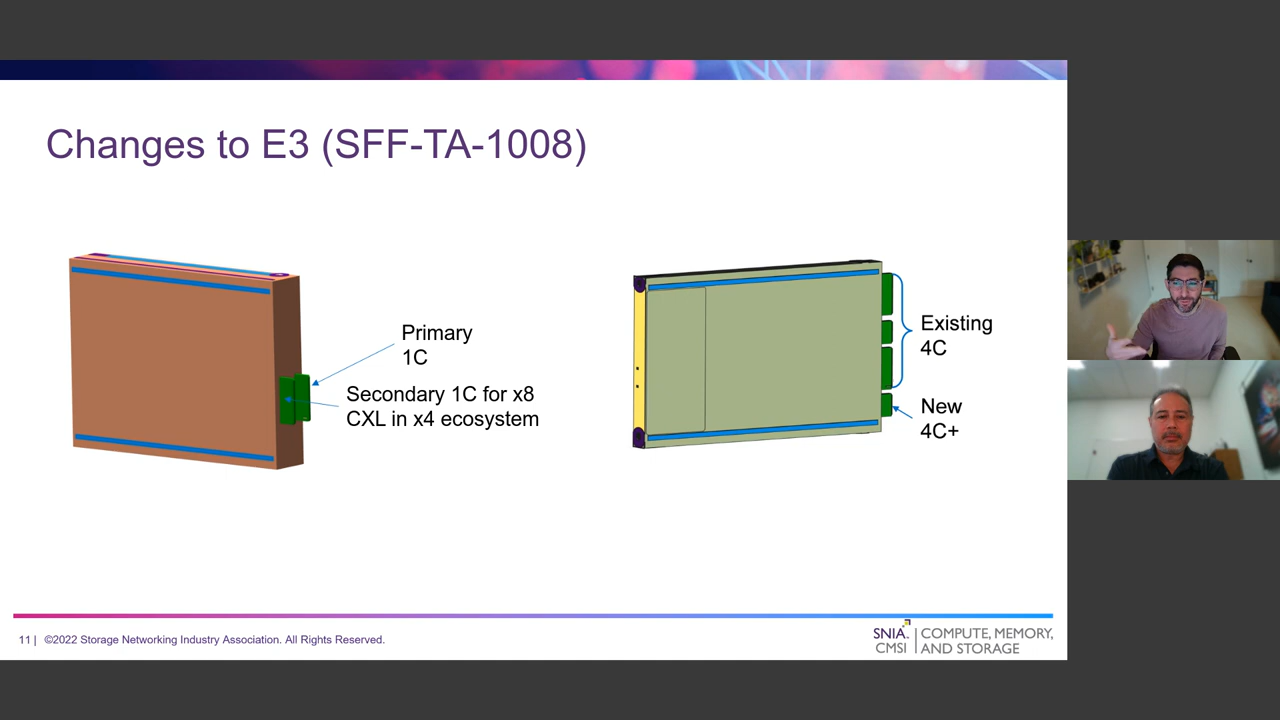 Changes to E3 (SFF-TA-1008)
Primary
1C
Secondary 1C for x8
CXL in x4 ecosystem
Existing
4C
New
4C+
11 | ©2022 Storage Networking Industry Association. All Rights Reserved.
SNIA. | COMPUTE, MEMORY,
CMSI | AND STORAGE